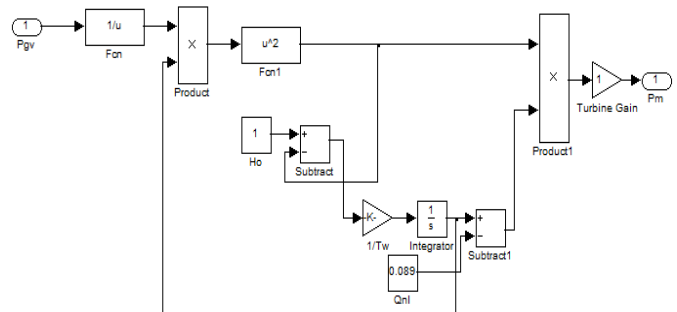 1
Pgv
1/u
Fcn
X
Product
u^2
Fcn1
X
Product1
1
Turbine Gain
1
Pm
1
Ho
+
−
Subtract
-K-
1/Tw
1
s
Integrator
+
−
Subtract1
0.089
Qnl